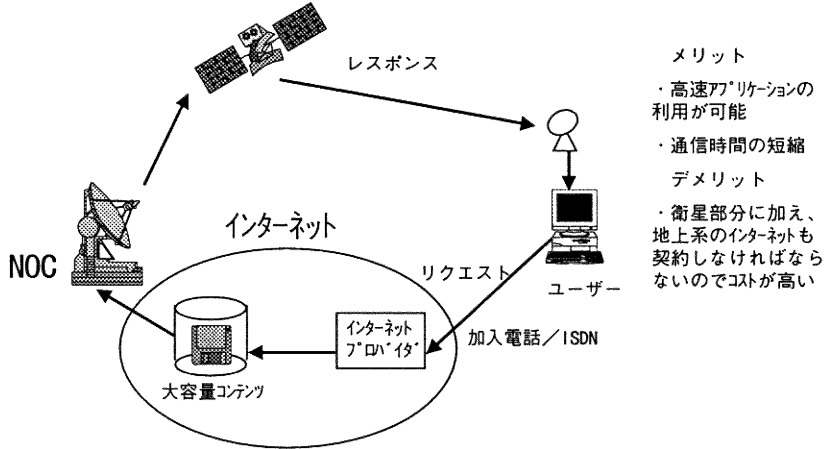 レスポンス
インターネット
NOC
リクエスト
ユーザー
インターネット
プロバイダ
加入電話／ISDN
大容量コンテンツ
メリット
・高速アプリケーションの
利用が可能
・通信時間の短縮
デメリット
・衛星部分に加え、
地上系のインターネットも
契約しなければなら
ないのでコストが高い